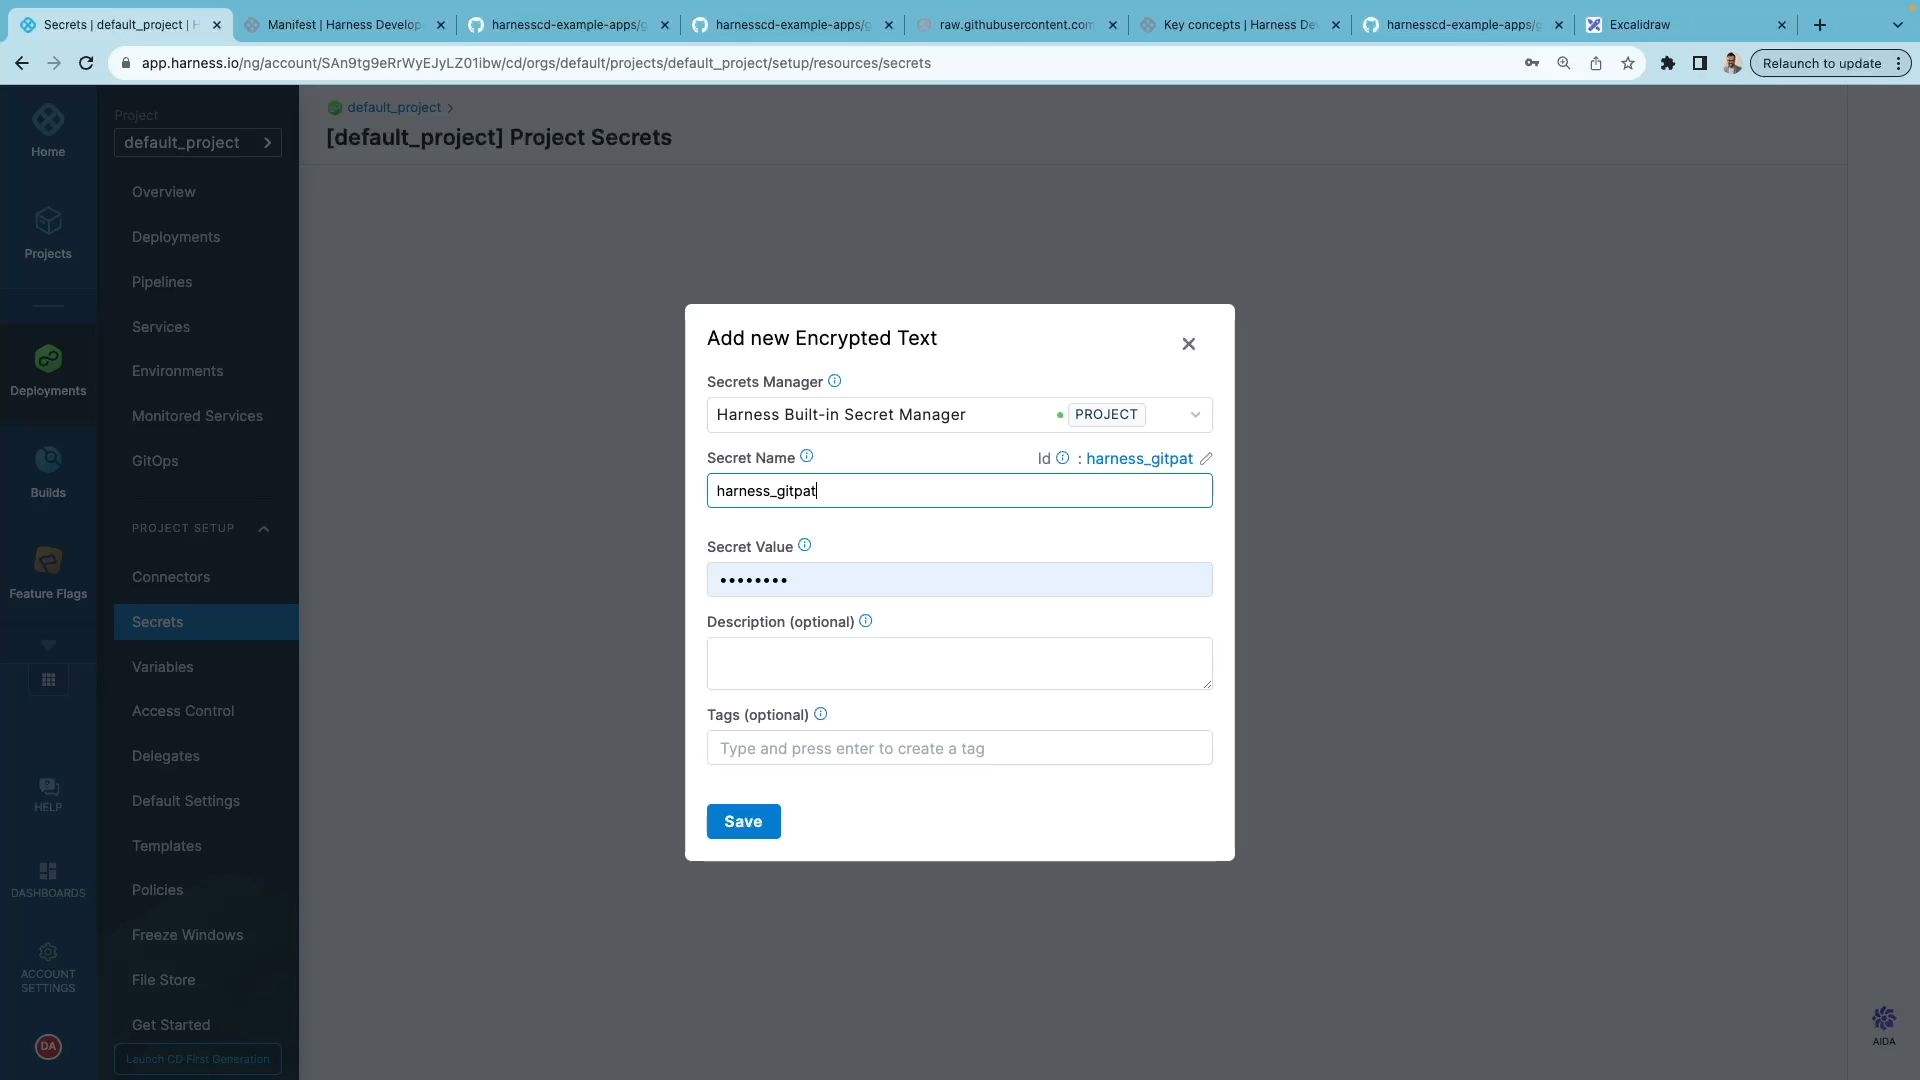 Secrets | default_project | H
Manifest | Harness Develop
harnesscd-example-apps/g
harnesscd-example-apps/g
raw.githubusercontent.com
Key concepts | Harness De
harnesscd-example-apps/g
Excalidraw
app.harness.io/ng/account/SAn9tg9eRrWyEJyLZ01ibw/cd/orgs/default/projects/default_project/setup/resources/secrets
Relaunch to update
Home
Projects
Deployments
Builds
Feature Flags
HELP
DASHBOARDS
ACCOUNT
SETTINGS
DA
Project
default_project
Overview
Deployments
Pipelines
Services
Environments
Monitored Services
GitOps
PROJECT SETUP
Connectors
Secrets
Variables
Access Control
Delegates
Default Settings
Templates
Policies
Freeze Windows
File Store
Get Started
Launch CD First Generation
default_project
[default_project] Project Secrets
Add new Encrypted Text
Secrets Manager
Harness Built-in Secret Manager PROJECT
Secret Name Id : harness_gitpat
harness_gitpat
Secret Value
••••••••
Description (optional)
Tags (optional)
Type and press enter to create a tag
Save
AIDA